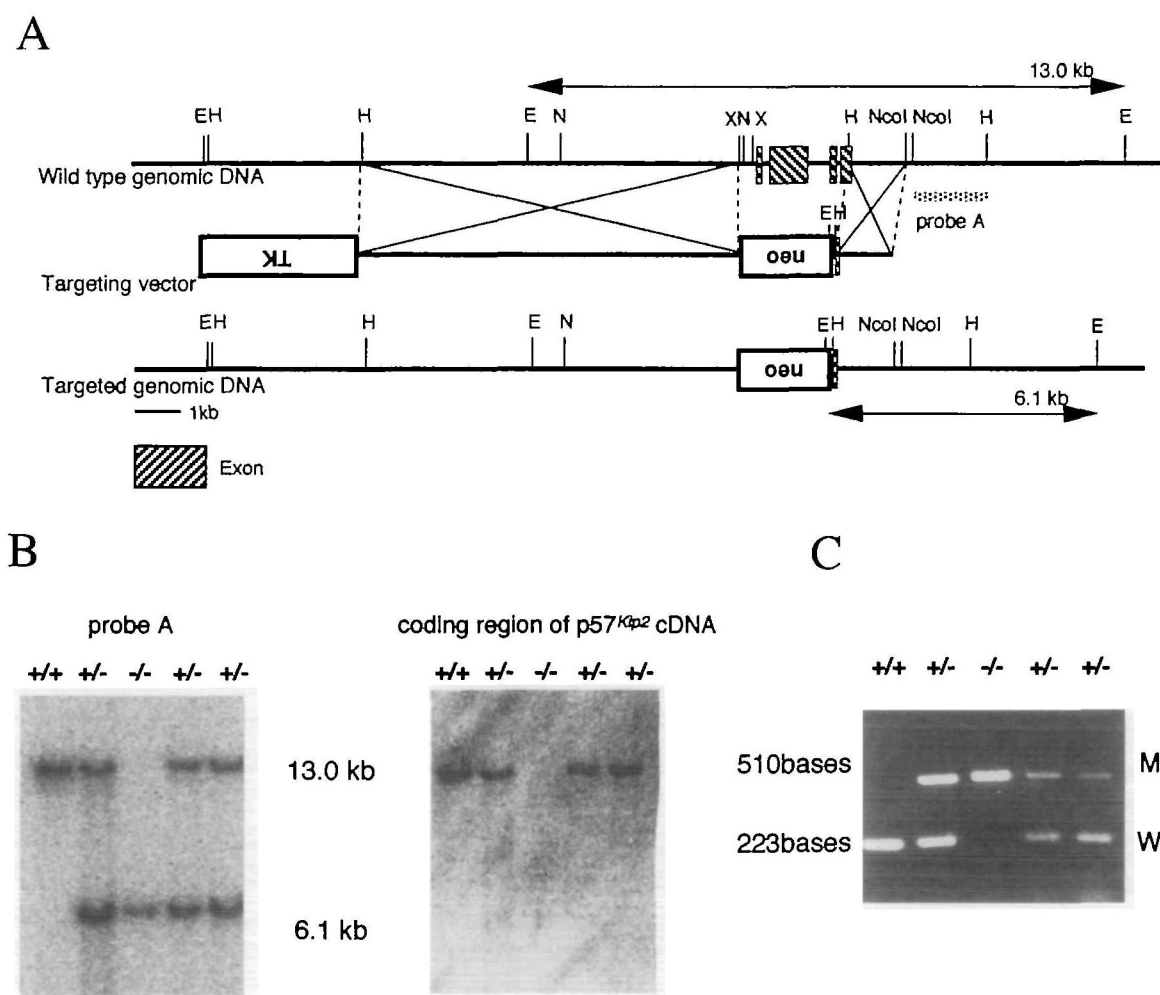 A
13.0 kb
EH H E N XN X H NcoI NcoI H E
Wild type genomic DNA
EH
probe A
TK neo
Targeting vector
EH H E N EH NcoI NcoI H E
neo
Targeted genomic DNA
1kb
6.1 kb
Exon
B
C
probe A
coding region of p57Kip2 cDNA
+/+ +/- -/- +/- +/-
+/+ +/- -/- +/- +/-
+/+ +/- -/- +/- +/-
13.0 kb
6.1 kb
510bases M
223bases W